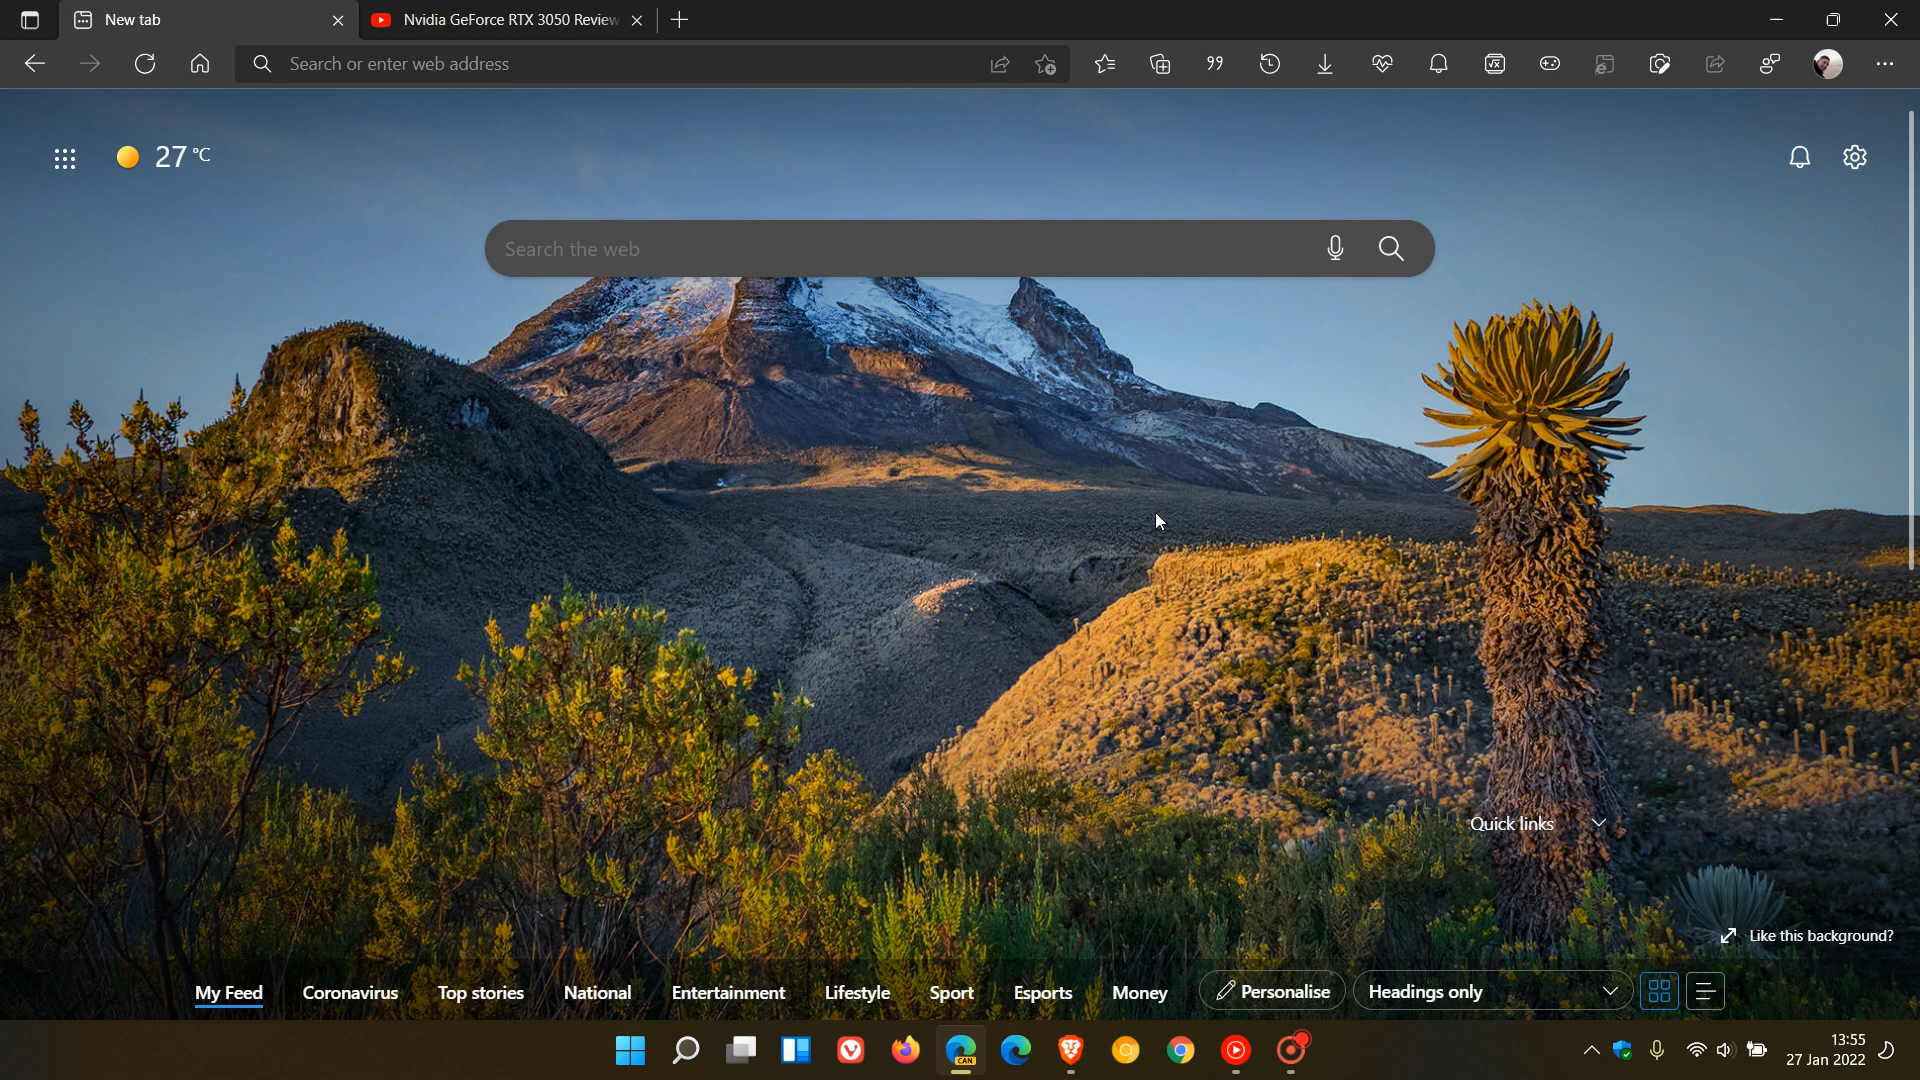 New tab
Nvidia GeForce RTX 3050 Review
Search or enter web address
27 °C
Search the web
Quick links
Like this background?
My Feed
Coronavirus
Top stories
National
Entertainment
Lifestyle
Sport
Esports
Money
Personalise
Headings only
CAN
13:55
27 Jan 2022